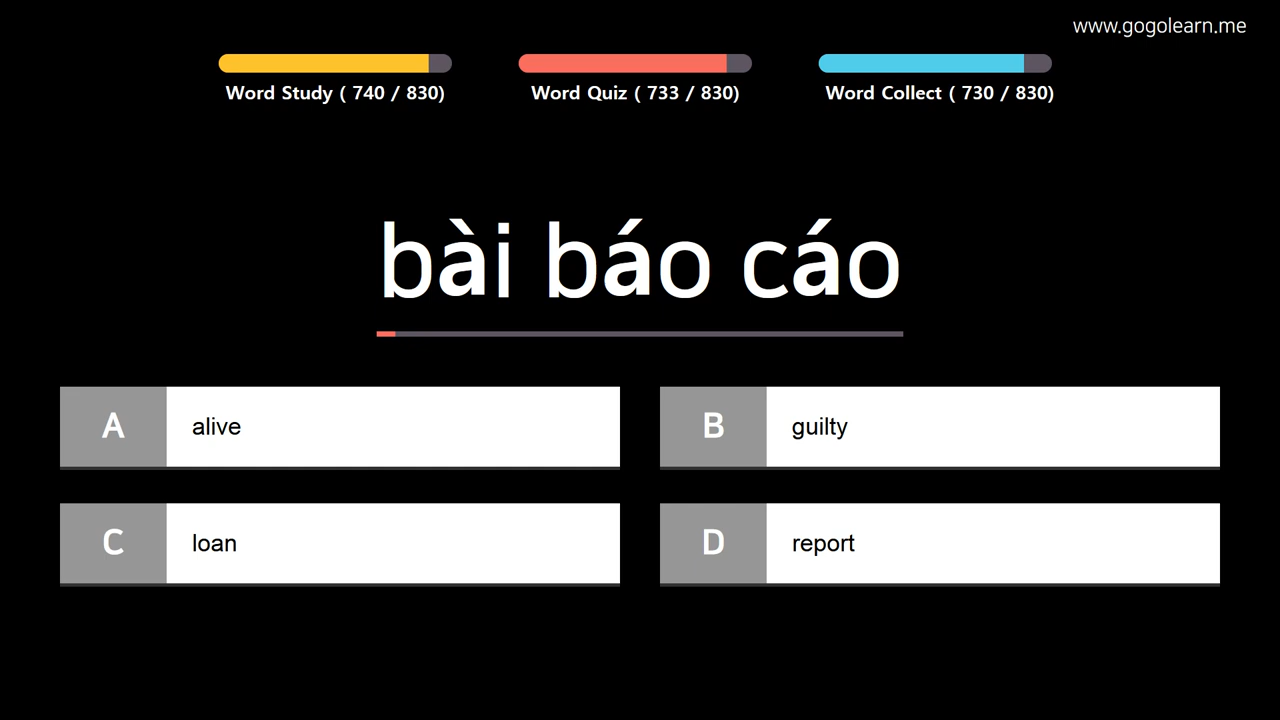 www.gogolearn.me
Word Study ( 740 / 830)
Word Quiz ( 733 / 830)
Word Collect ( 730 / 830)
bài báo cáo
A alive
B guilty
C loan
D report